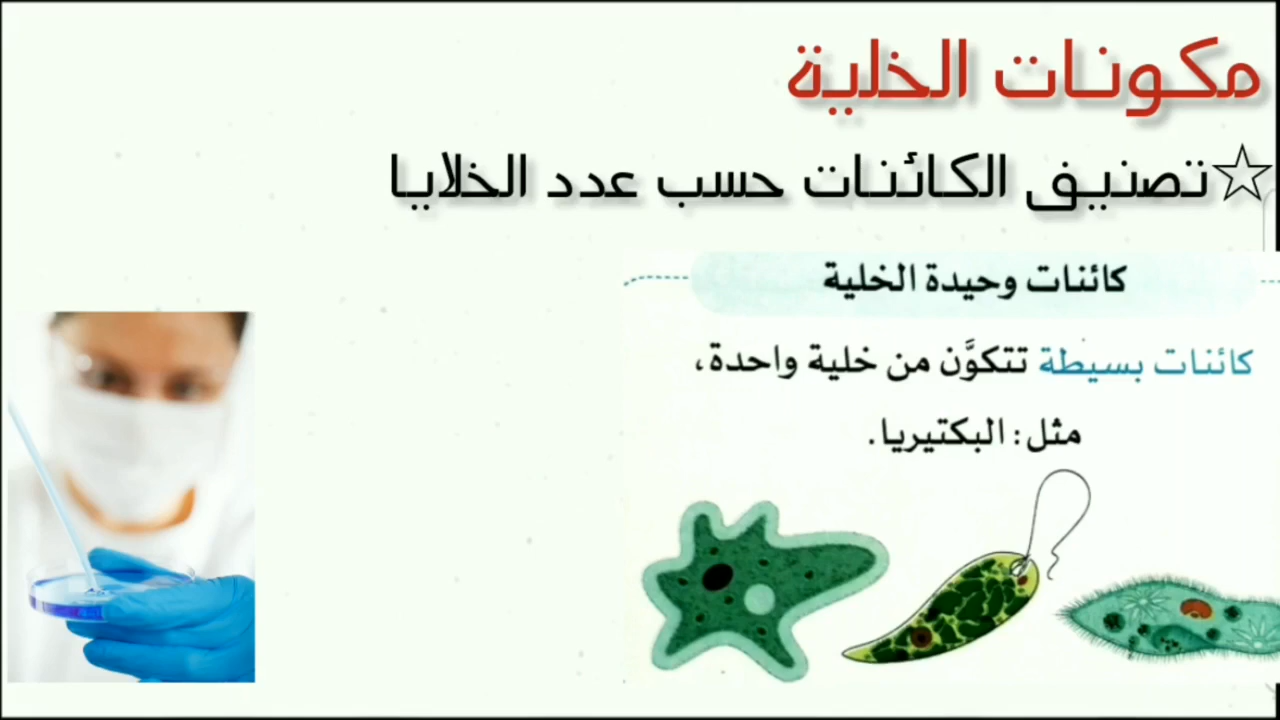 مكونات الخلية
☆تصنيف الكائنات حسب عدد الخلايا
كائنات وحيدة الخلية
كائنات بسيطة تتكوَّن من خلية واحدة،
مثل: البكتيريا.